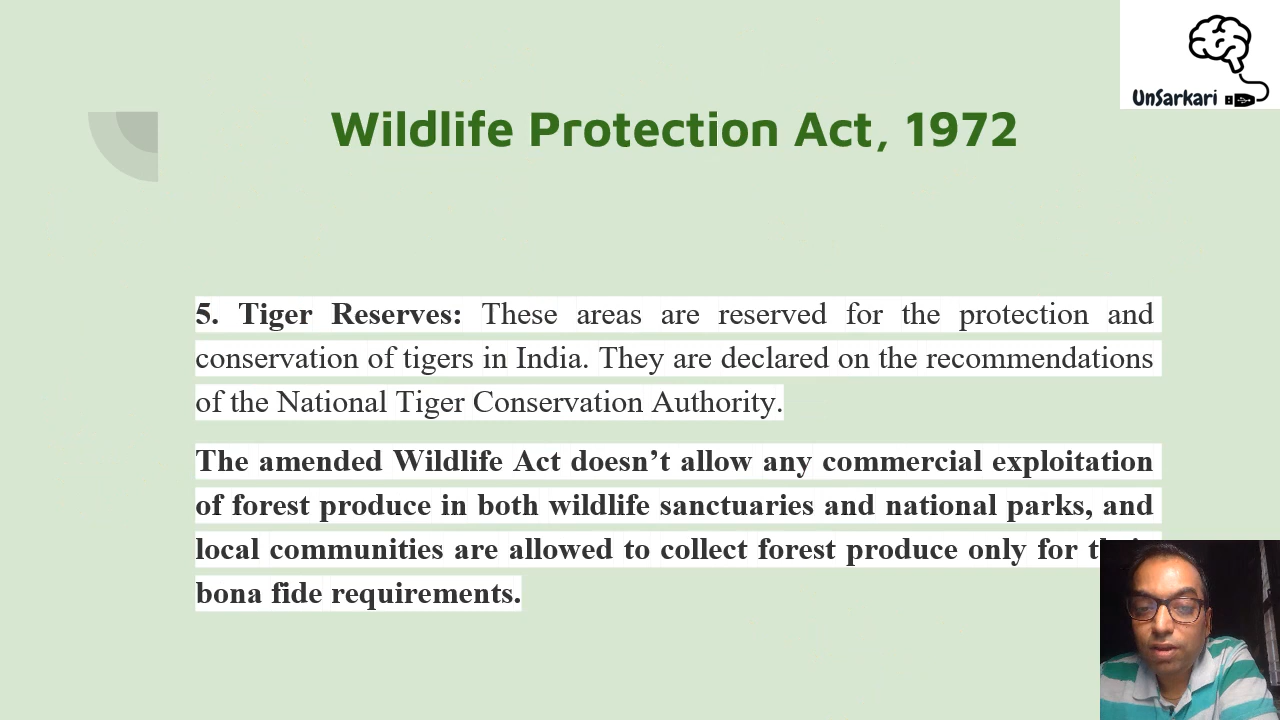 UnSarkari
Wildlife Protection Act, 1972
5. Tiger Reserves: These areas are reserved for the protection and
conservation of tigers in India. They are declared on the recommendations
of the National Tiger Conservation Authority.
The amended Wildlife Act doesn’t allow any commercial exploitation
of forest produce in both wildlife sanctuaries and national parks, and
local communities are allowed to collect forest produce only for
bona fide requirements.